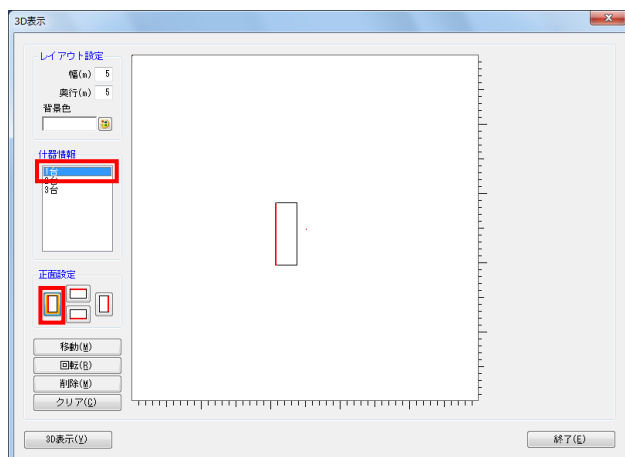 3D表示
レイアウト設定
幅(m) 5
奥行(m) 5
背景色
什器情報
1台
2台
3台
正面設定
移動(M)
回転(R)
削除(M)
クリア(C)
3D表示(V)
終了(E)